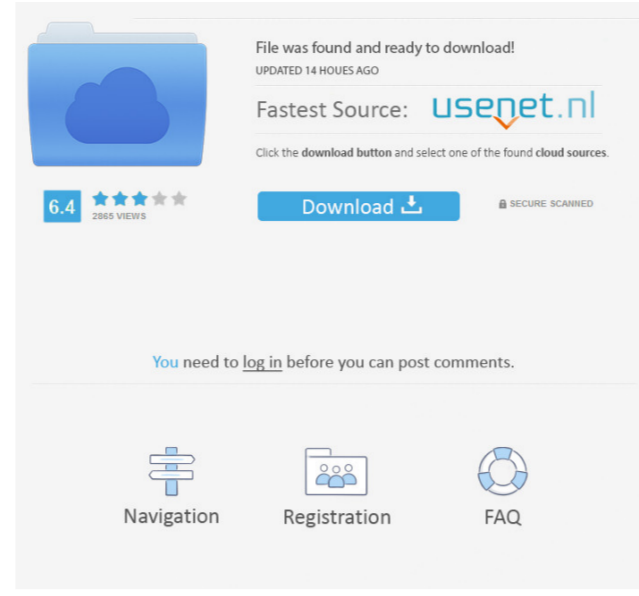 File was found and ready to download!
UPDATED 14 HOUES AGO
Fastest Source: usenet.nl
Click the download button and select one of the found cloud sources.
6.4
2865 VIEWS
Download
SECURE SCANNED
You need to log in before you can post comments.
Navigation
Registration
FAQ